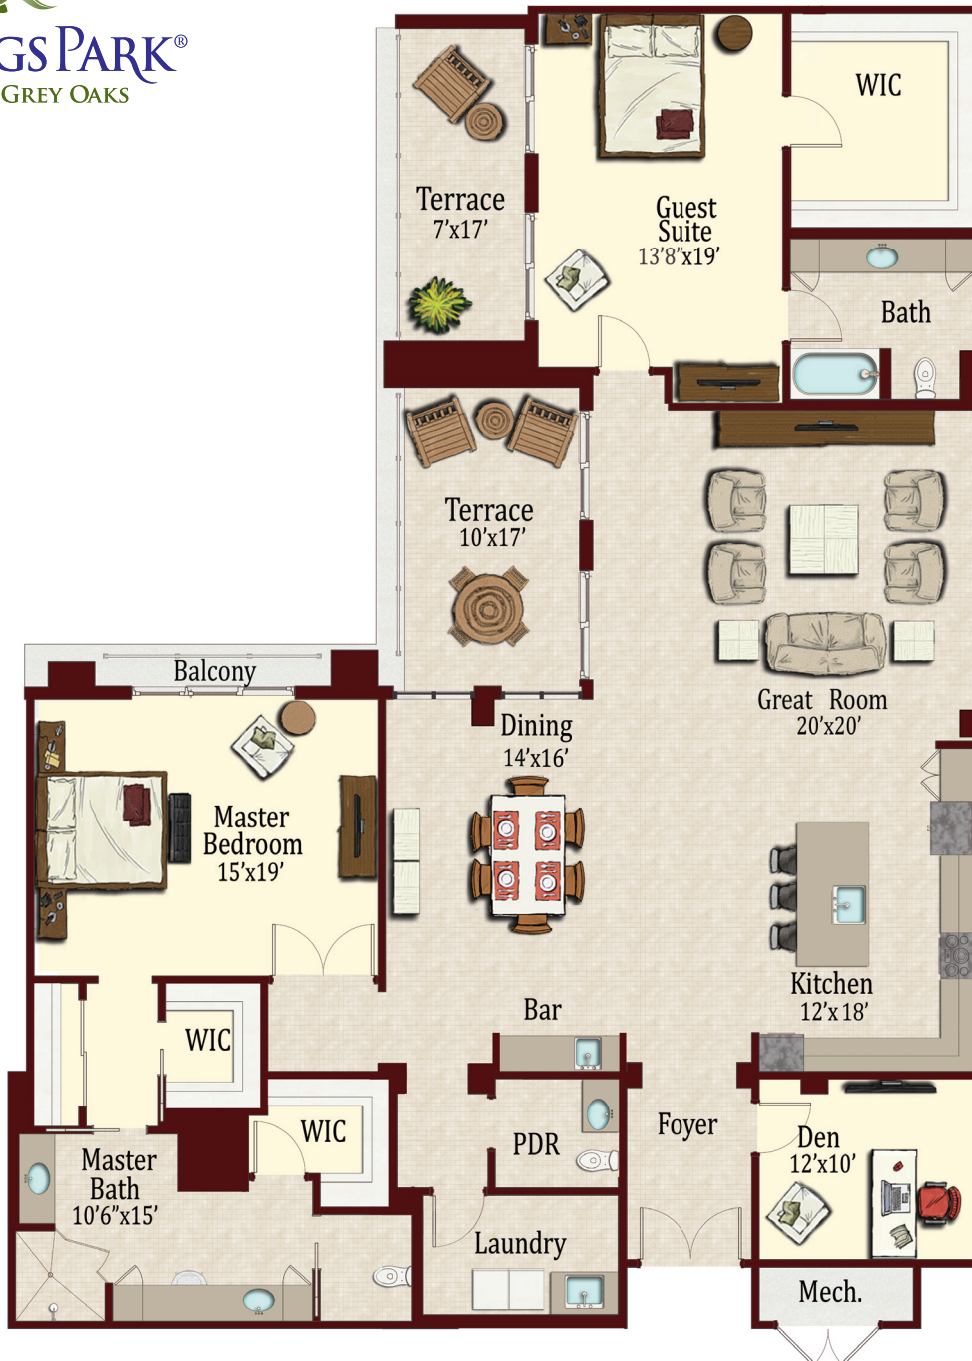 GSPARK®
GREY OAKS
WIC
Terrace
7'x17'
Guest
Suite
13'8"x19'
Bath
Terrace
10'x17'
Balcony
Great Room
20'x20'
Dining
14'x16'
Master
Bedroom
15'x19'
Kitchen
12'x18'
Bar
WIC
WIC
PDR
Foyer
Den
12'x10'
Master
Bath
10'6"x15'
Laundry
Mech.